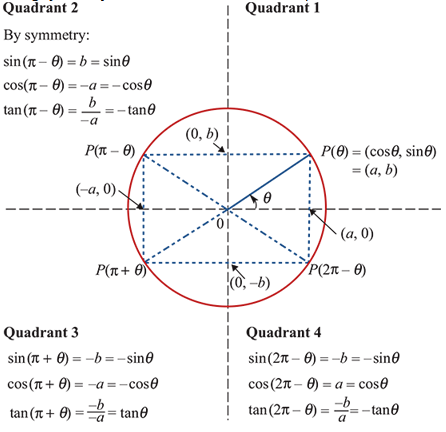 Quadrant 2
Quadrant 1
By symmetry:
sin(π − θ) = b = sinθ
cos(π − θ) = −a = −cosθ
tan(π − θ) = b/−a = −tanθ
(0, b)
P(π − θ)
P(θ) = (cosθ, sinθ)
= (a, b)
(−a, 0)
θ
0
(a, 0)
P(π + θ)
(0, −b)
P(2π − θ)
Quadrant 3
sin(π + θ) = −b = −sinθ
cos(π + θ) = −a = −cosθ
tan(π + θ) = −b/−a = tanθ
Quadrant 4
sin(2π − θ) = −b = −sinθ
cos(2π − θ) = a = cosθ
tan(2π − θ) = −b/a = −tanθ